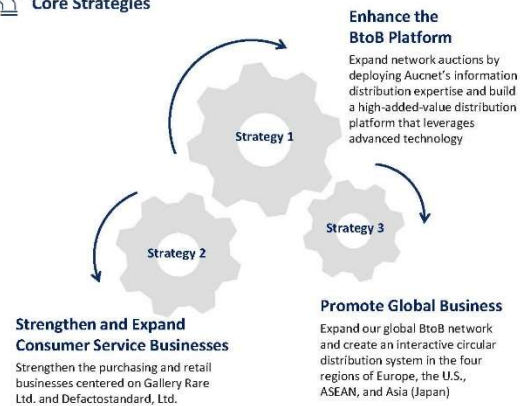 Core Strategies
Enhance the
BtoB Platform
Expand network auctions by
deploying Aucnet's information
distribution expertise and build
a high-added-value distribution
platform that leverages
advanced technology
Strategy 1
Strategy 2
Strategy 3
Strengthen and Expand
Consumer Service Businesses
Strengthen the purchasing and retail
businesses centered on Gallery Rare
Ltd. and Defactostandard, Ltd.
Promote Global Business
Expand our global BtoB network
and create an interactive circular
distribution system in the four
regions of Europe, the U.S.,
ASEAN, and Asia (Japan)